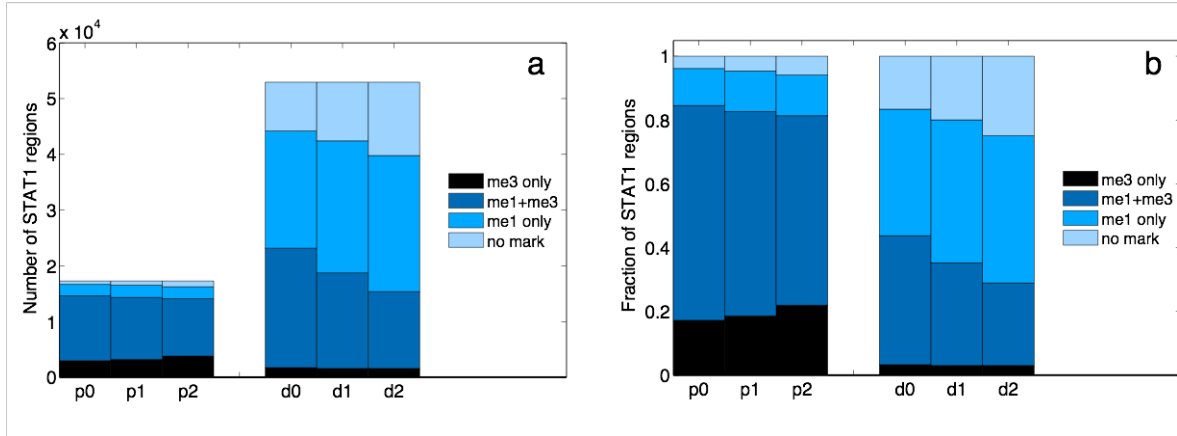 x 10⁴
6
5
4
3
2
1
0
Number of STAT1 regions
a
me3 only
me1+me3
me1 only
no mark
p0 p1 p2 d0 d1 d2
1
0.8
0.6
0.4
0.2
0
Fraction of STAT1 regions
b
me3 only
me1+me3
me1 only
no mark
p0 p1 p2 d0 d1 d2